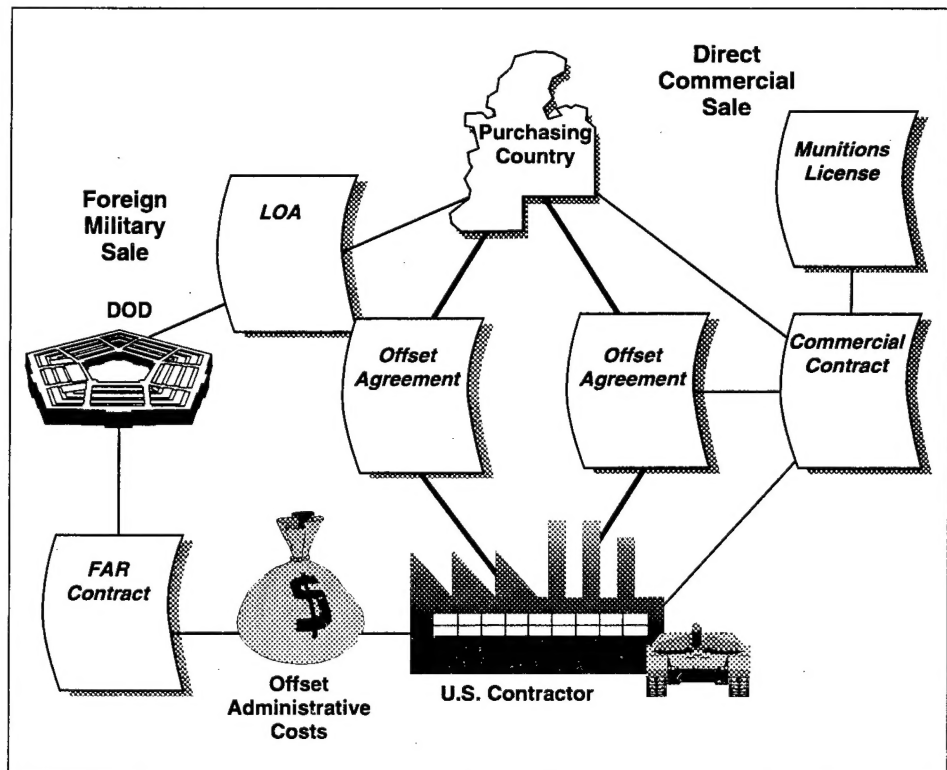 Direct
Commercial
Sale
Purchasing
Country
Munitions
License
Foreign
Military
Sale
LOA
DOD
Offset
Agreement
Offset
Agreement
Commercial
Contract
FAR
Contract
$
Offset
Administrative
Costs
U.S. Contractor